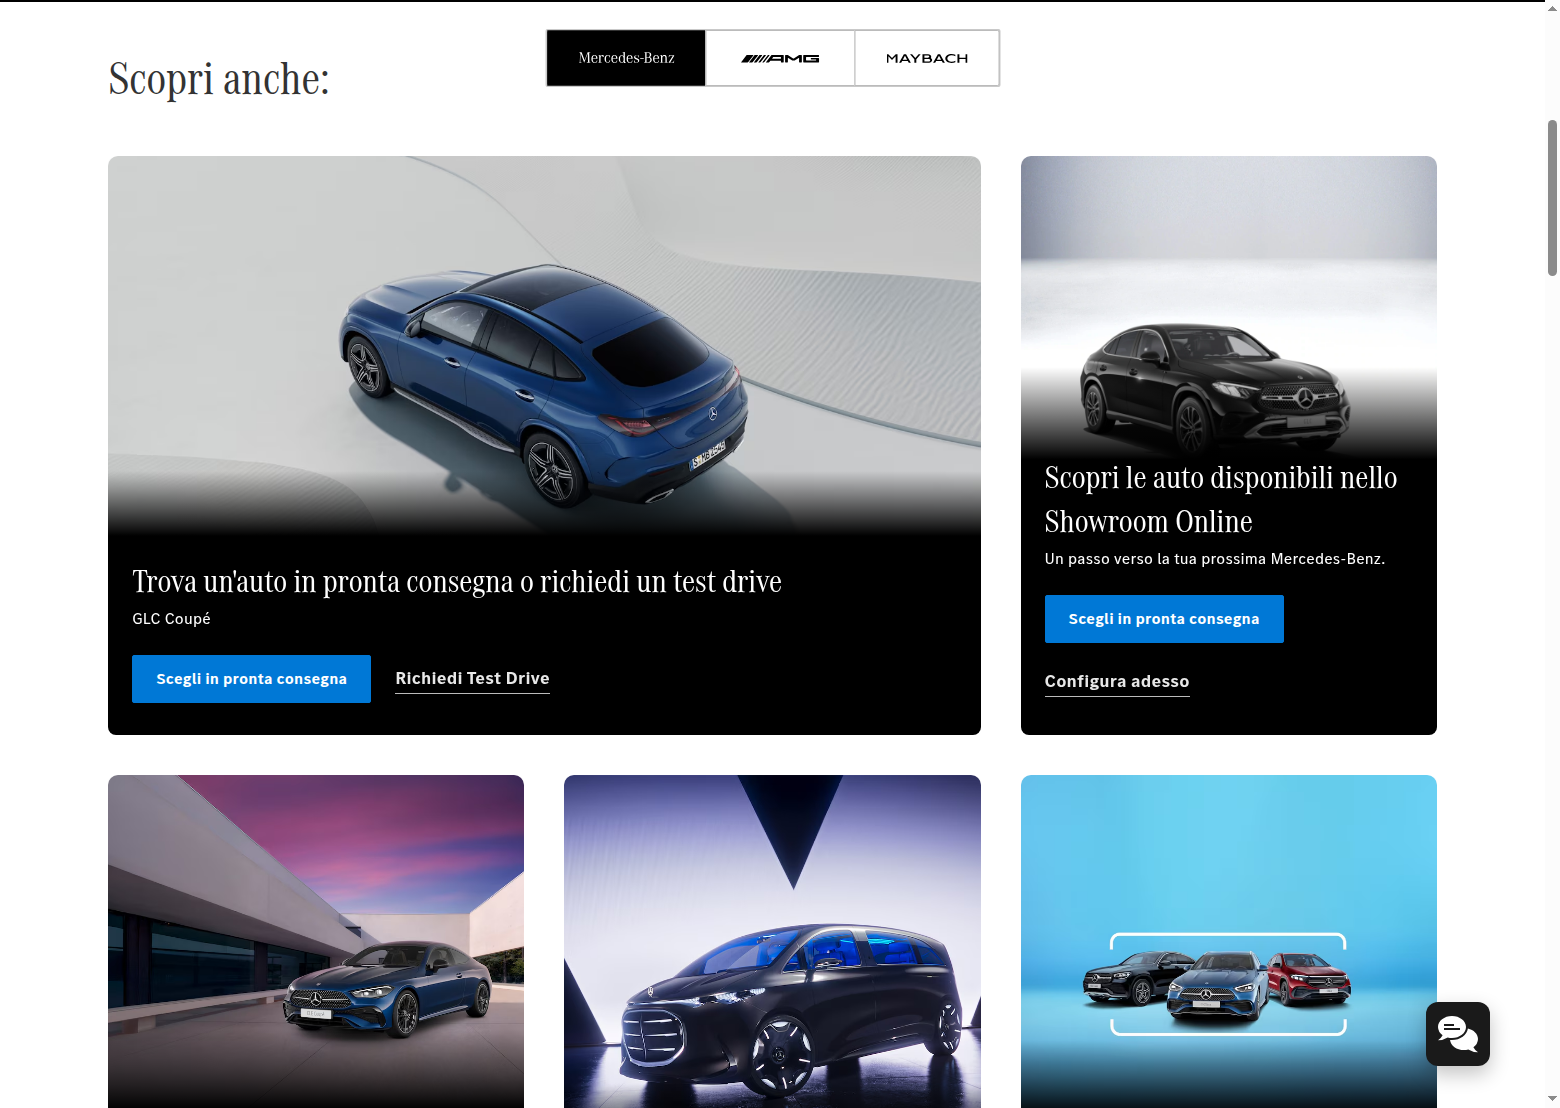 Mercedes-Benz
AMG
MAYBACH
Scopri anche:
Trova un'auto in pronta consegna o richiedi un test drive
GLC Coupé
Scegli in pronta consegna
Richiedi Test Drive
Scopri le auto disponibili nello
Showroom Online
Un passo verso la tua prossima Mercedes-Benz.
Scegli in pronta consegna
Configura adesso